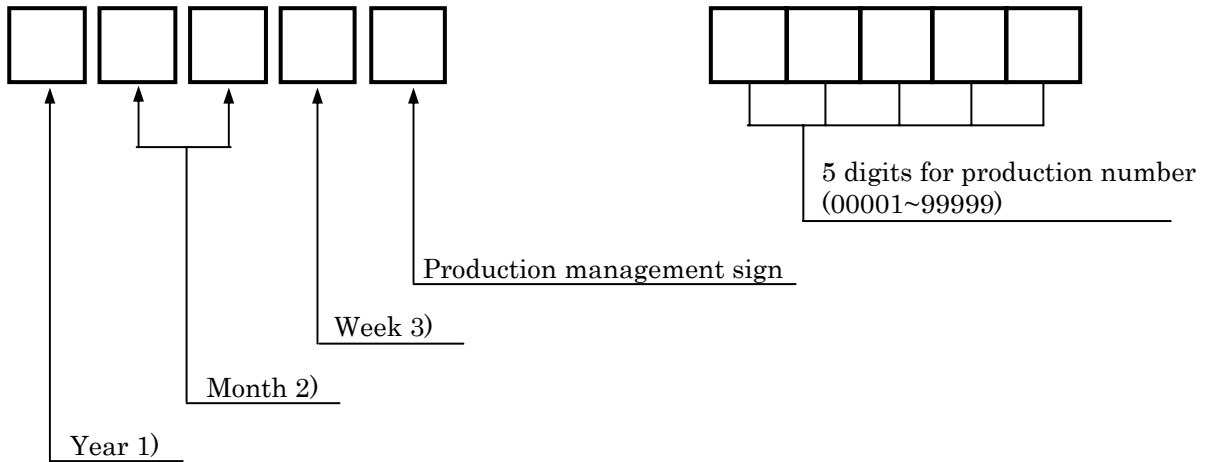 5 digits for production number
(00001~99999)
Production management sign
Week 3)
Month 2)
Year 1)